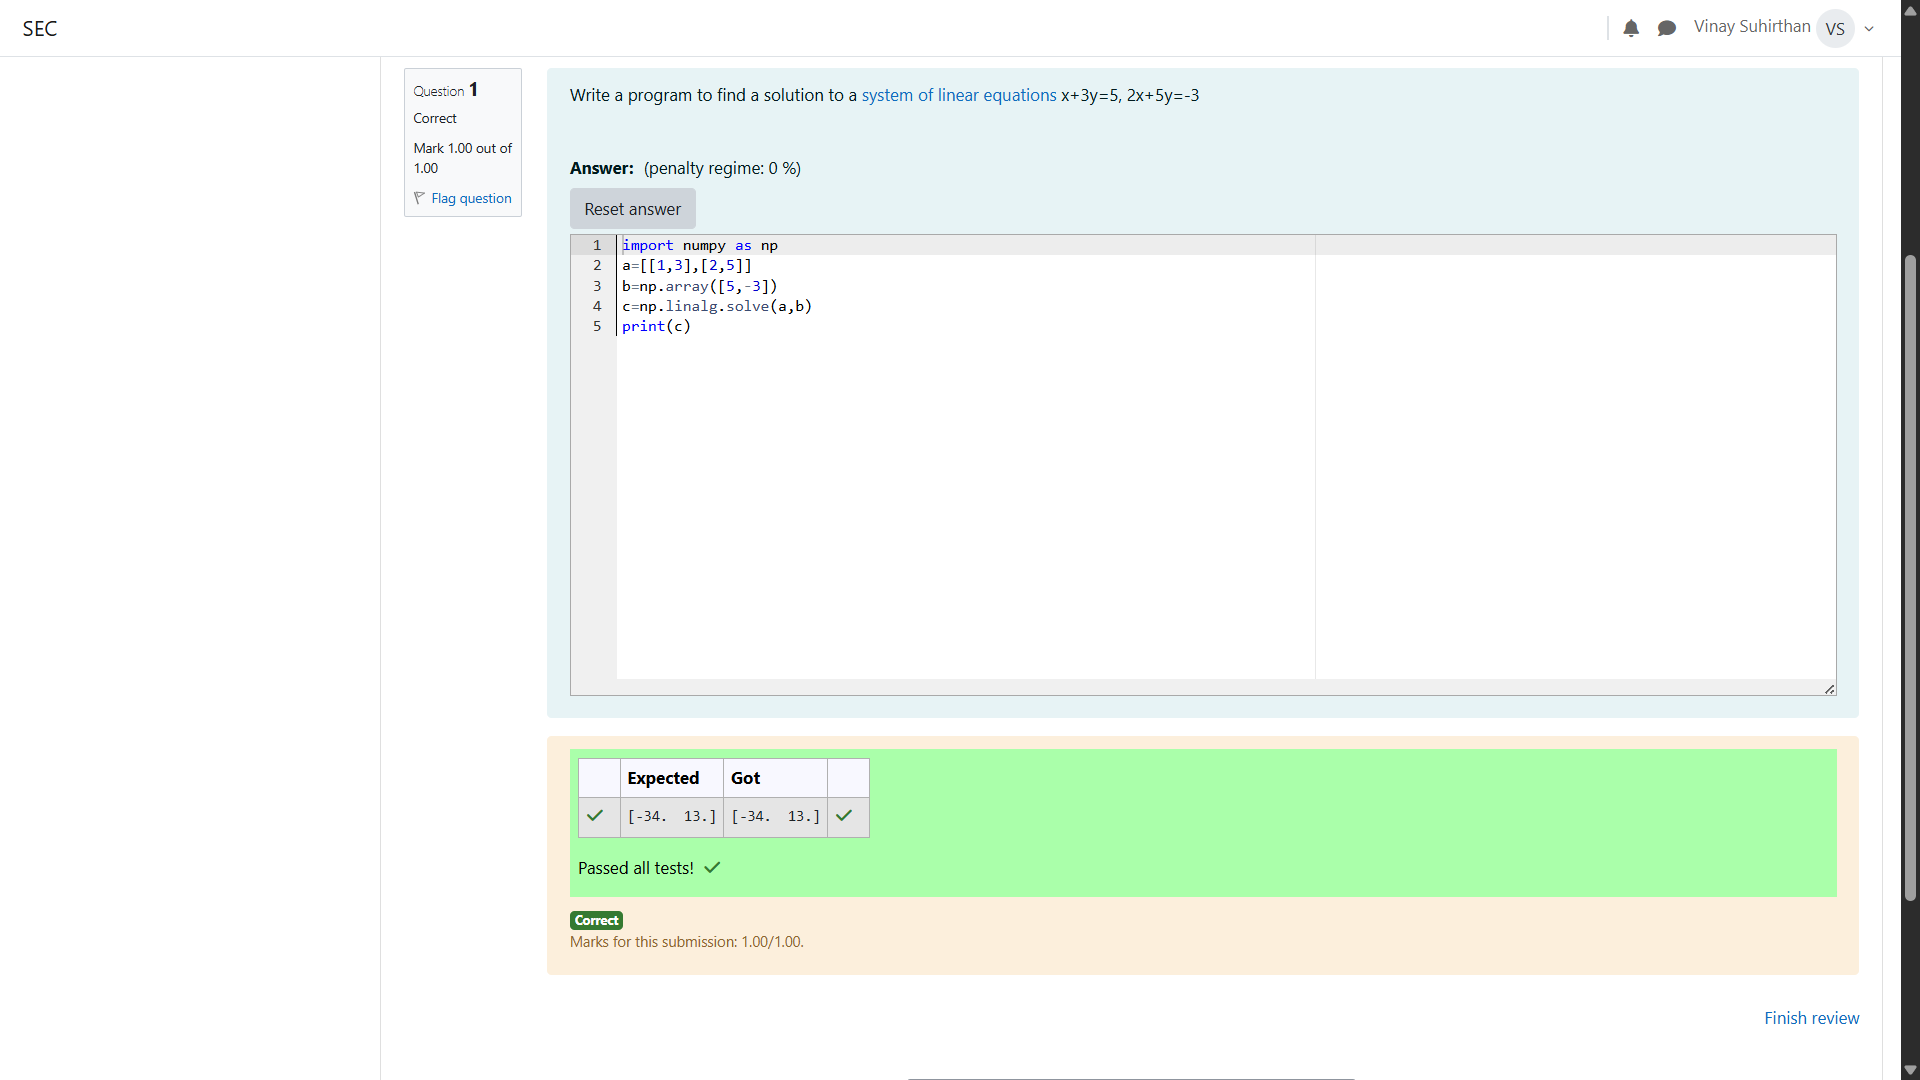 SEC
Vinay Suhirthan VS
Question 1
Correct
Mark 1.00 out of
1.00
Flag question
Write a program to find a solution to a system of linear equations x+3y=5, 2x+5y=-3
Answer: (penalty regime: 0 %)
Reset answer
1 import numpy as np
2 a=[[1,3],[2,5]]
3 b=np.array([5,-3])
4 c=np.linalg.solve(a,b)
5 print(c)
Expected Got
[-34.  13.] [-34.  13.]
Passed all tests!
Correct
Marks for this submission: 1.00/1.00.
Finish review